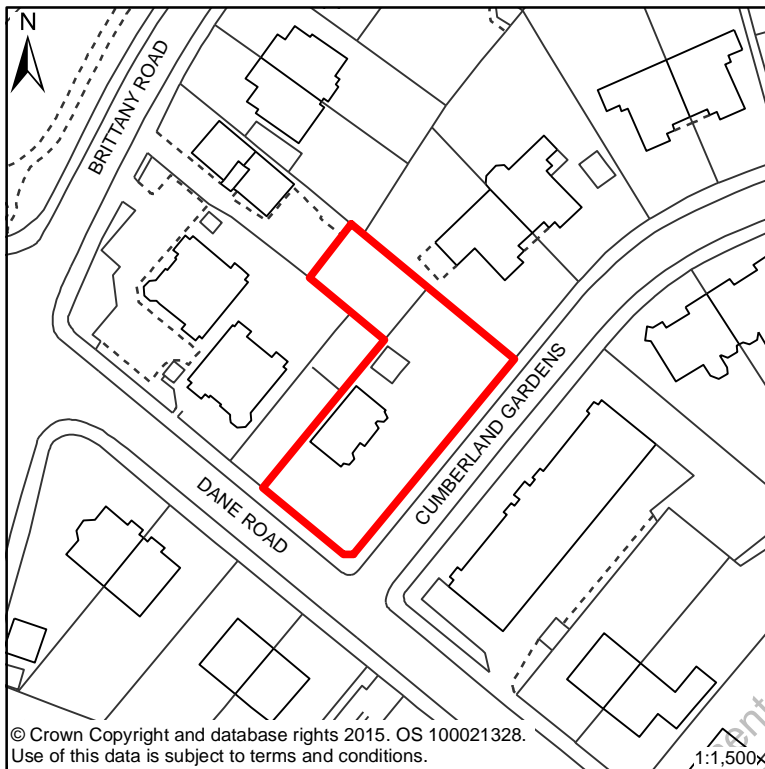 N
BRITTANY ROAD
CUMBERLAND GARDENS
DANE ROAD
© Crown Copyright and database rights 2015. OS 100021328.
Use of this data is subject to terms and conditions.
1:1,500